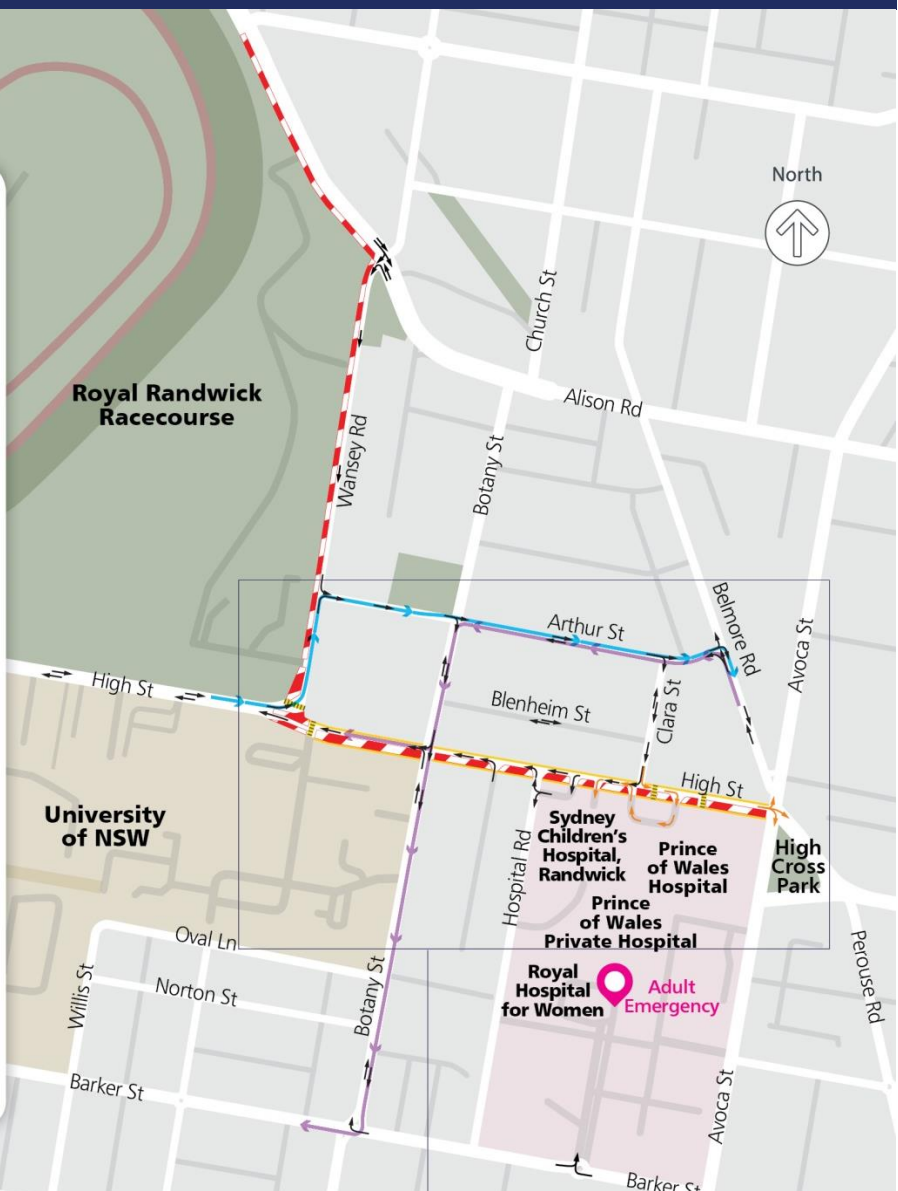 North
Church St
Royal Randwick
Racecourse
Alison Rd
Wansey Rd
Botany St
Belmore Rd
Avoca St
Arthur St
High St
Blenheim St
Clara St
High St
University
of NSW
Hospital Rd
Sydney
Children's
Hospital,
Randwick
Prince
of Wales
Hospital
High
Cross
Park
Prince
of Wales
Private Hospital
Oval Ln
Willis St
Norton St
Botany St
Royal
Hospital
for Women
Adult
Emergency
Perouse Rd
Barker St
Avoca St
Barker St